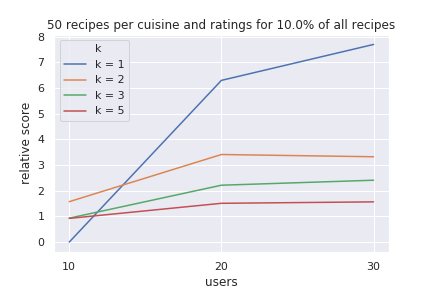 50 recipes per cuisine and ratings for 10.0% of all recipes
8
7
6
5
4
3
2
1
0
relative score
k
k = 1
k = 2
k = 3
k = 5
10
20
30
users